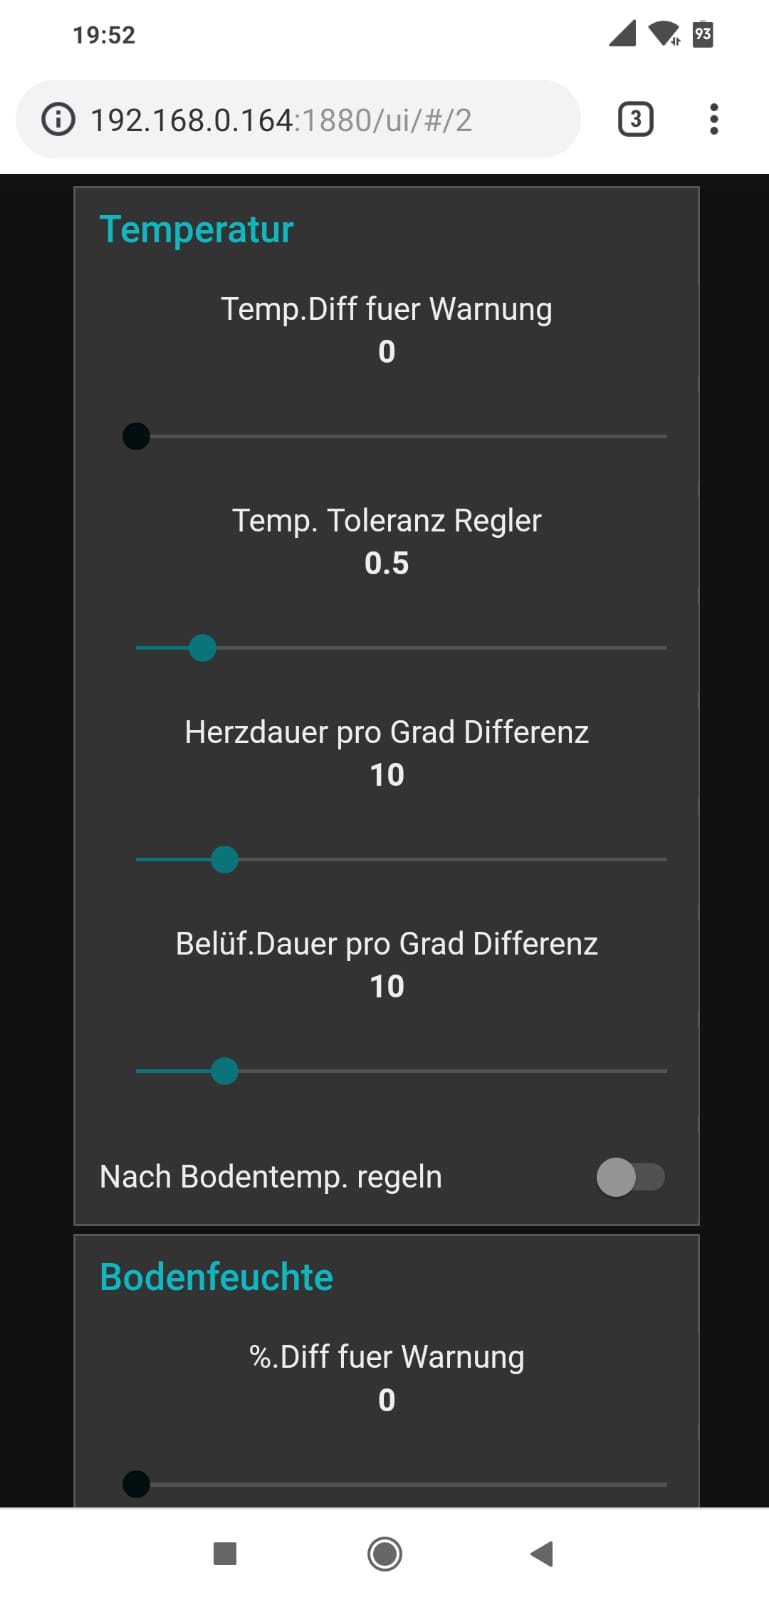 19:52
93
192.168.0.164:1880/ui/#/2
3
Temperatur
Temp.Diff fuer Warnung
0
Temp. Toleranz Regler
0.5
Herzdauer pro Grad Differenz
10
Belüf.Dauer pro Grad Differenz
10
Nach Bodentemp. regeln
Bodenfeuchte
%.Diff fuer Warnung
0